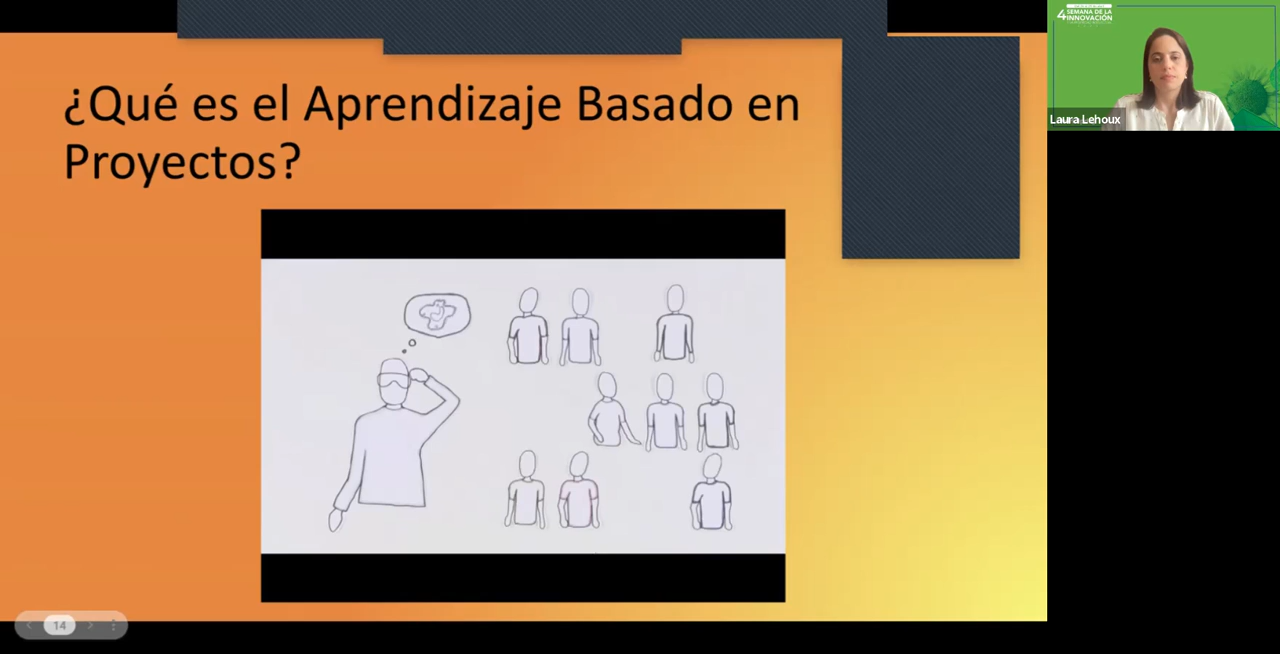 ¿Qué es el Aprendizaje Basado en
Proyectos?
4 SEMANA DE LA
INNOVACIÓN
Laura Lehoux
14